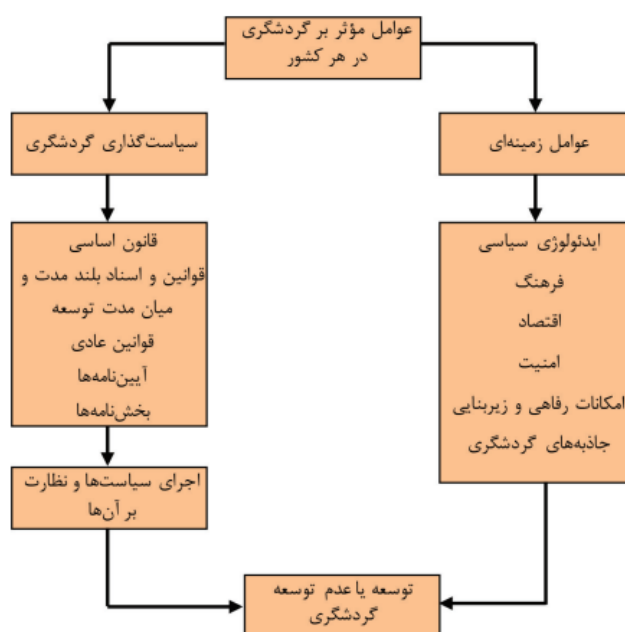 عوامل مؤثر بر گردشگری
در هر کشور
عوامل زمینه‌ای
ایدئولوژی سیاسی
فرهنگ
اقتصاد
امنیت
امکانات رفاهی و زیربنایی
جاذبه‌های گردشگری
سیاست‌گذاری گردشگری
قانون اساسی
قوانین و اسناد بلند مدت و
میان مدت توسعه
قوانین عادی
آیین‌نامه‌ها
بخش‌نامه‌ها
اجرای سیاست‌ها و نظارت
بر آن‌ها
توسعه یا عدم توسعه
گردشگری